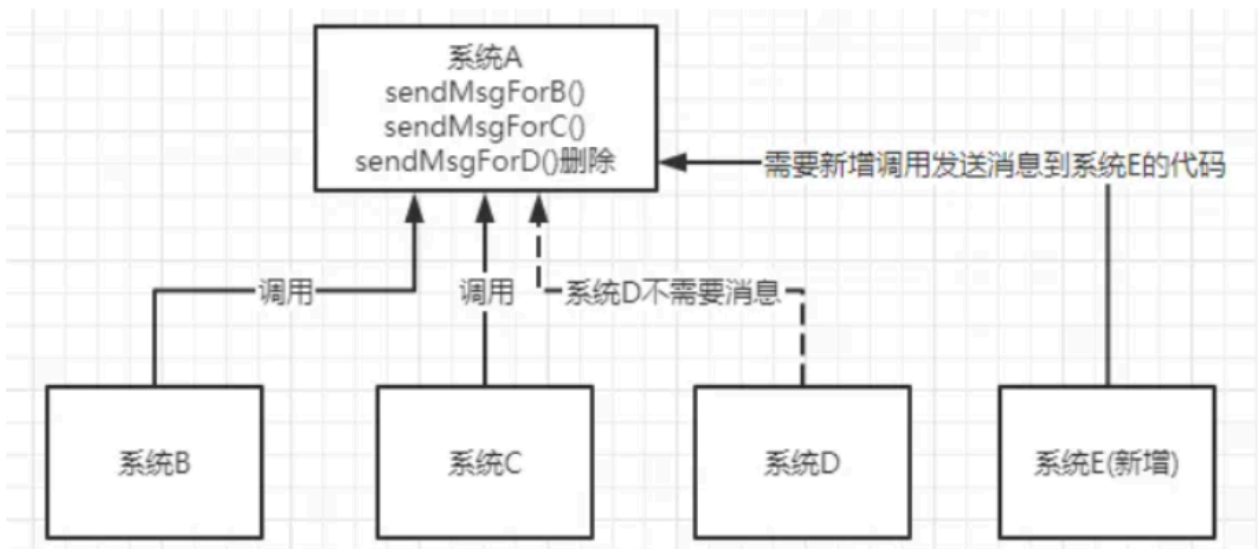 系统A
sendMsgForB()
sendMsgForC()
sendMsgForD()删除
需要新增调用发送消息到系统E的代码
调用
调用
系统D不需要消息
系统B
系统C
系统D
系统E(新增)